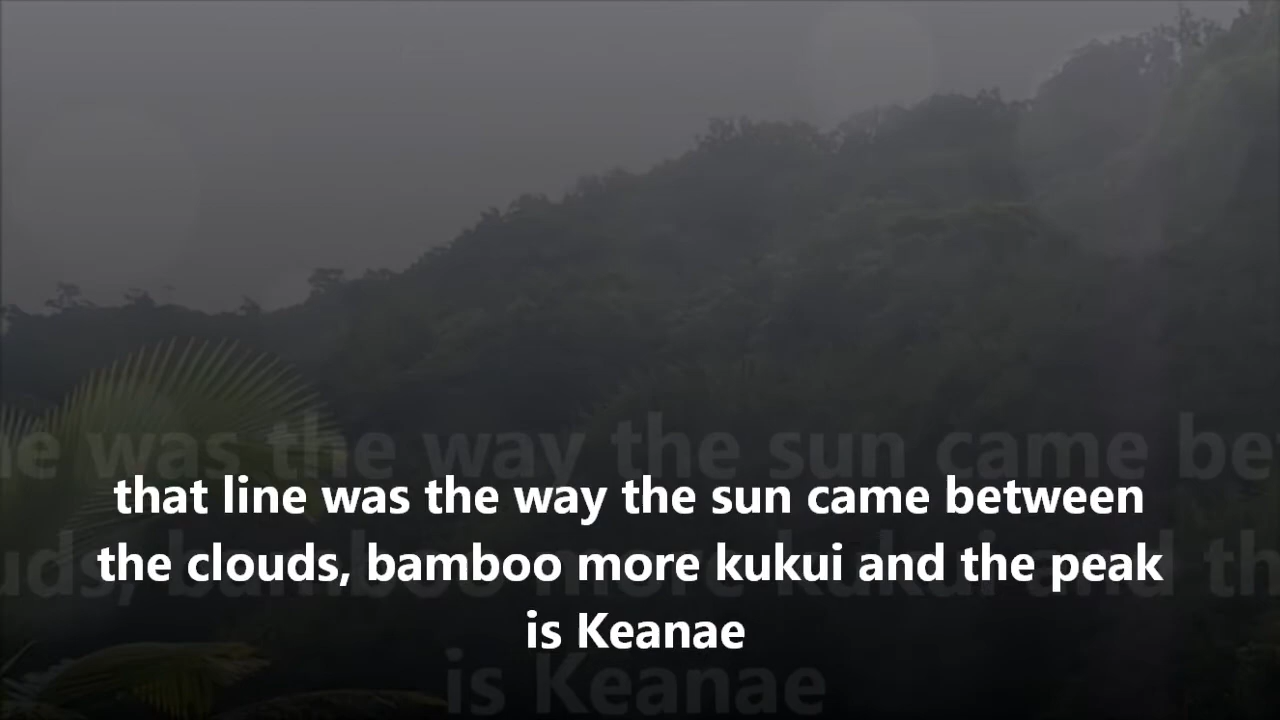 that line was the way the sun came between
the clouds, bamboo more kukui and the peak
is Keanae